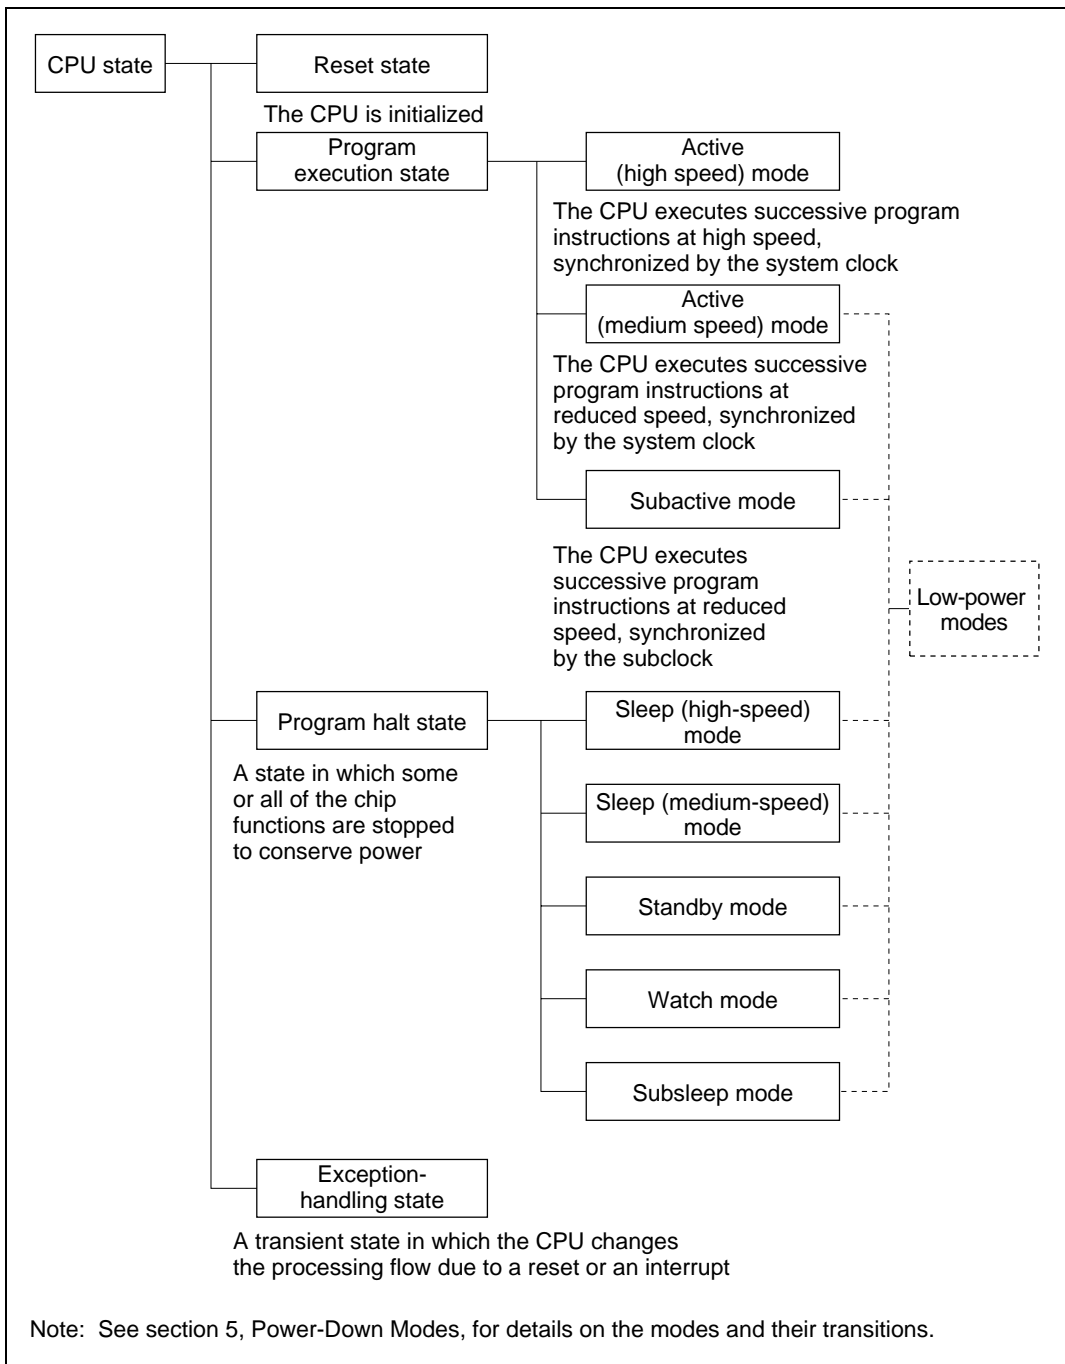 CPU state
Reset state
The CPU is initialized
Program
execution state
Active
(high speed) mode
The CPU executes successive program
instructions at high speed,
synchronized by the system clock
Active
(medium speed) mode
The CPU executes successive
program instructions at
reduced speed, synchronized
by the system clock
Subactive mode
The CPU executes
successive program
instructions at reduced
speed, synchronized
by the subclock
Low-power
modes
Program halt state
A state in which some
or all of the chip
functions are stopped
to conserve power
Sleep (high-speed)
mode
Sleep (medium-speed)
mode
Standby mode
Watch mode
Subsleep mode
Exception-
handling state
A transient state in which the CPU changes
the processing flow due to a reset or an interrupt
Note: See section 5, Power-Down Modes, for details on the modes and their transitions.